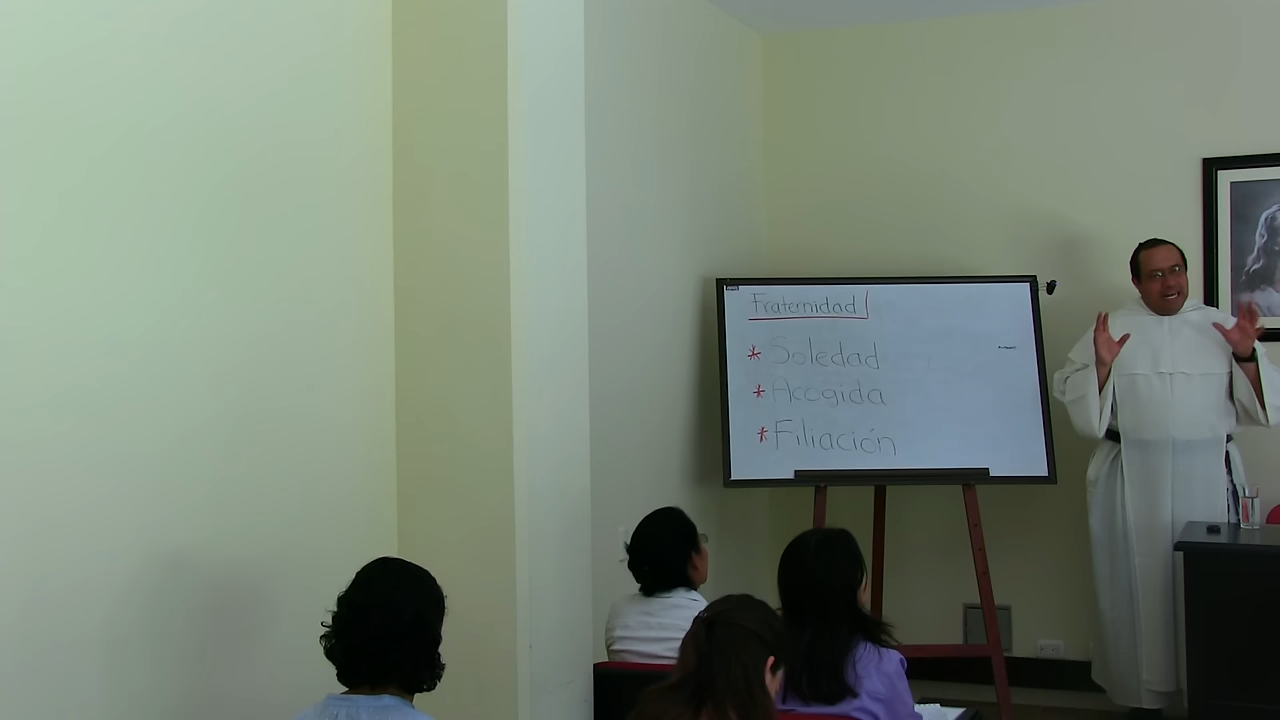 Fraternidad
* Soledad
* Acogida
* Filiación